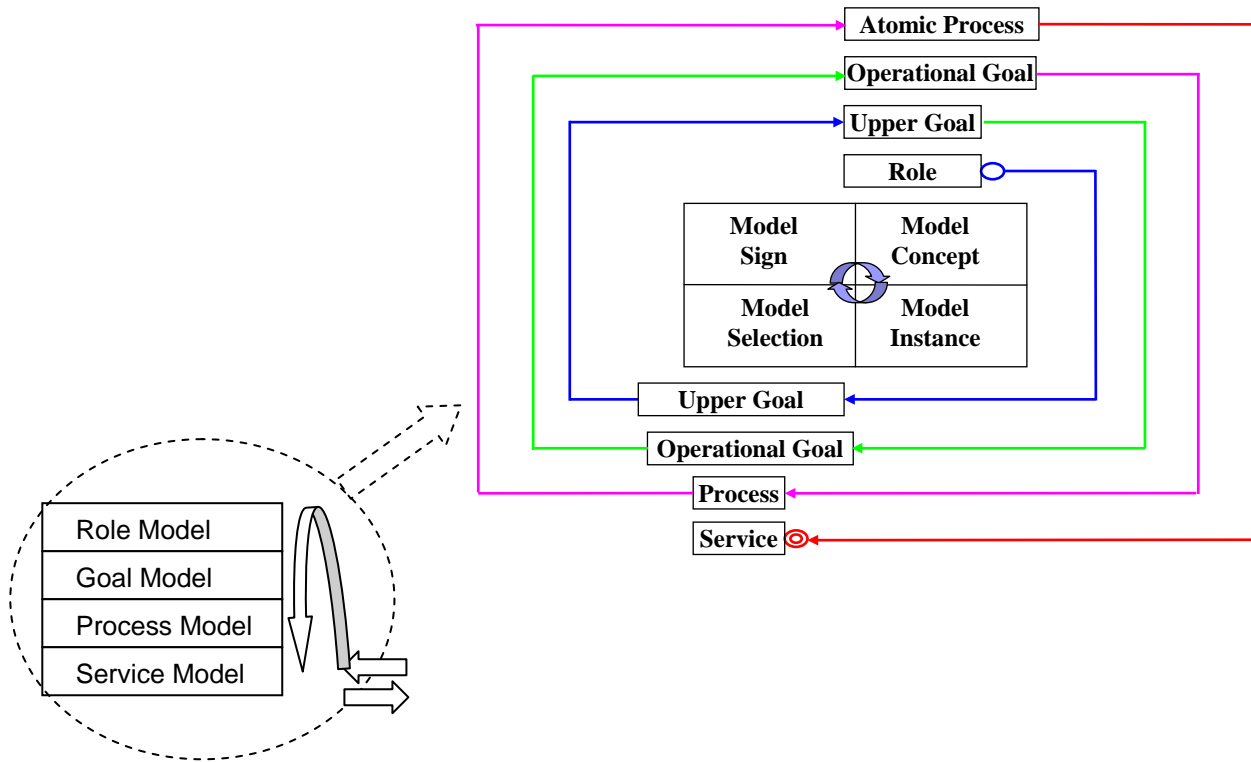 Atomic Process
Operational Goal
Upper Goal
Role
Model
Sign
Model
Concept
Model
Selection
Model
Instance
Upper Goal
Operational Goal
Process
Service
Role Model
Goal Model
Process Model
Service Model